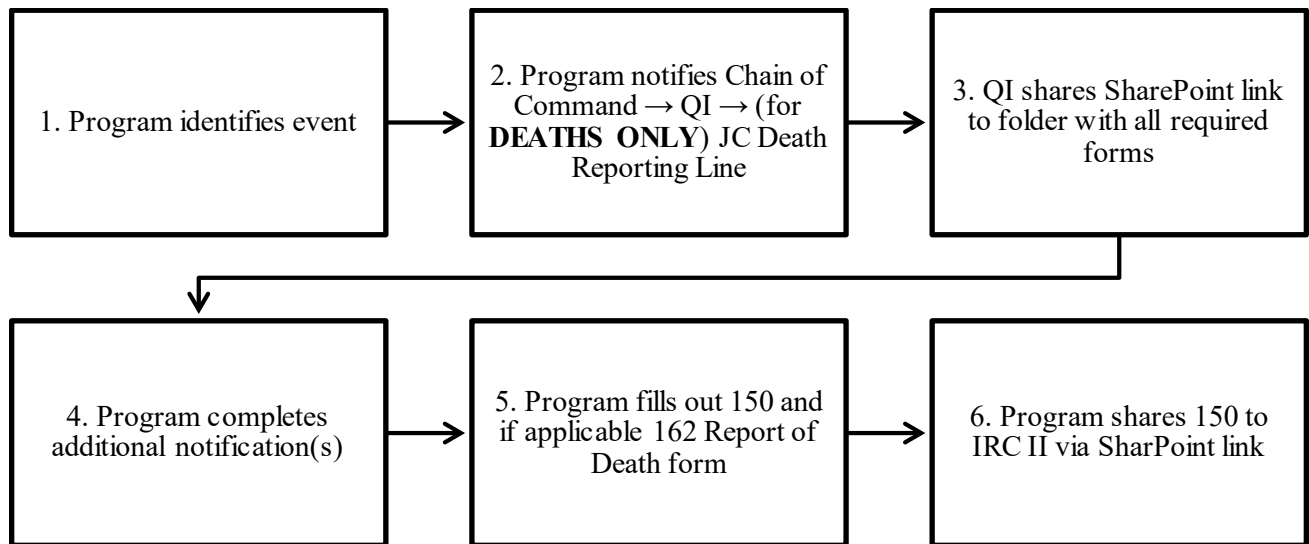 1. Program identifies event
2. Program notifies Chain of
Command → QI → (for
DEATHS ONLY) JC Death
Reporting Line
3. QI shares SharePoint link
to folder with all required
forms
4. Program completes
additional notification(s)
5. Program fills out 150 and
if applicable 162 Report of
Death form
6. Program shares 150 to
IRC II via SharPoint link